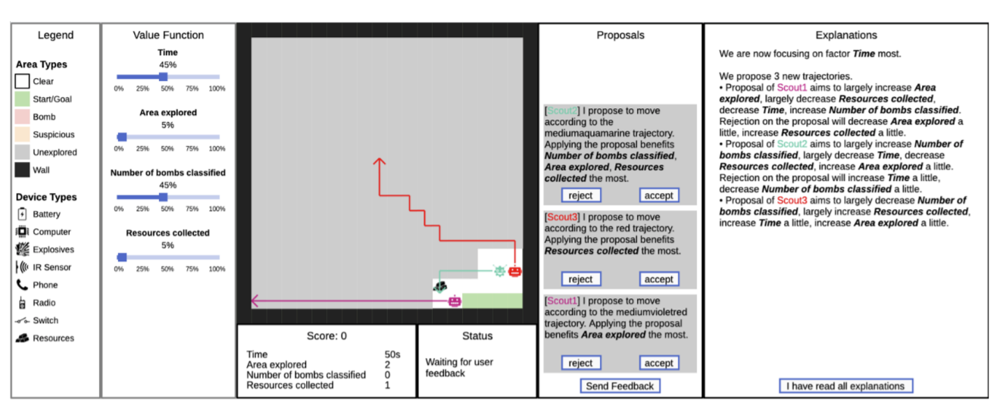 Legend
Area Types
Clear
Start/Goal
Bomb
Suspicious
Unexplored
Wall
Device Types
Battery
Computer
Explosives
IR Sensor
Phone
Radio
Switch
Resources
Value Function
Time
45%
0% 25% 50% 75% 100%
Area explored
5%
0% 25% 50% 75% 100%
Number of bombs classified
45%
0% 25% 50% 75% 100%
Resources collected
5%
0% 25% 50% 75% 100%
Score: 0
Time 50s
Area explored 2
Number of bombs classified 0
Resources collected 1
Status
Waiting for user
feedback
Proposals
[Scout2] I propose to move
according to the
mediumaquamarine trajectory.
Applying the proposal benefits
Number of bombs classified,
Area explored, Resources
collected the most.
reject accept
[Scout3] I propose to move
according to the red trajectory.
Applying the proposal benefits
Resources collected the most.
reject accept
[Scout1] I propose to move
according to the mediumvioletred
trajectory. Applying the proposal
benefits Area explored the most.
reject accept
Send Feedback
Explanations
We are now focusing on factor Time most.
We propose 3 new trajectories.
• Proposal of Scout1 aims to largely increase Area
explored, largely decrease Resources collected,
decrease Time, increase Number of bombs classified.
Rejection on the proposal will decrease Area explored a
little, increase Resources collected a little.
• Proposal of Scout2 aims to largely increase Number of
bombs classified, largely decrease Time, decrease
Resources collected, increase Area explored a little.
Rejection on the proposal will increase Time a little,
decrease Number of bombs classified a little.
• Proposal of Scout3 aims to largely decrease Number of
bombs classified, largely increase Resources collected,
increase Time a little, increase Area explored a little.
I have read all explanations